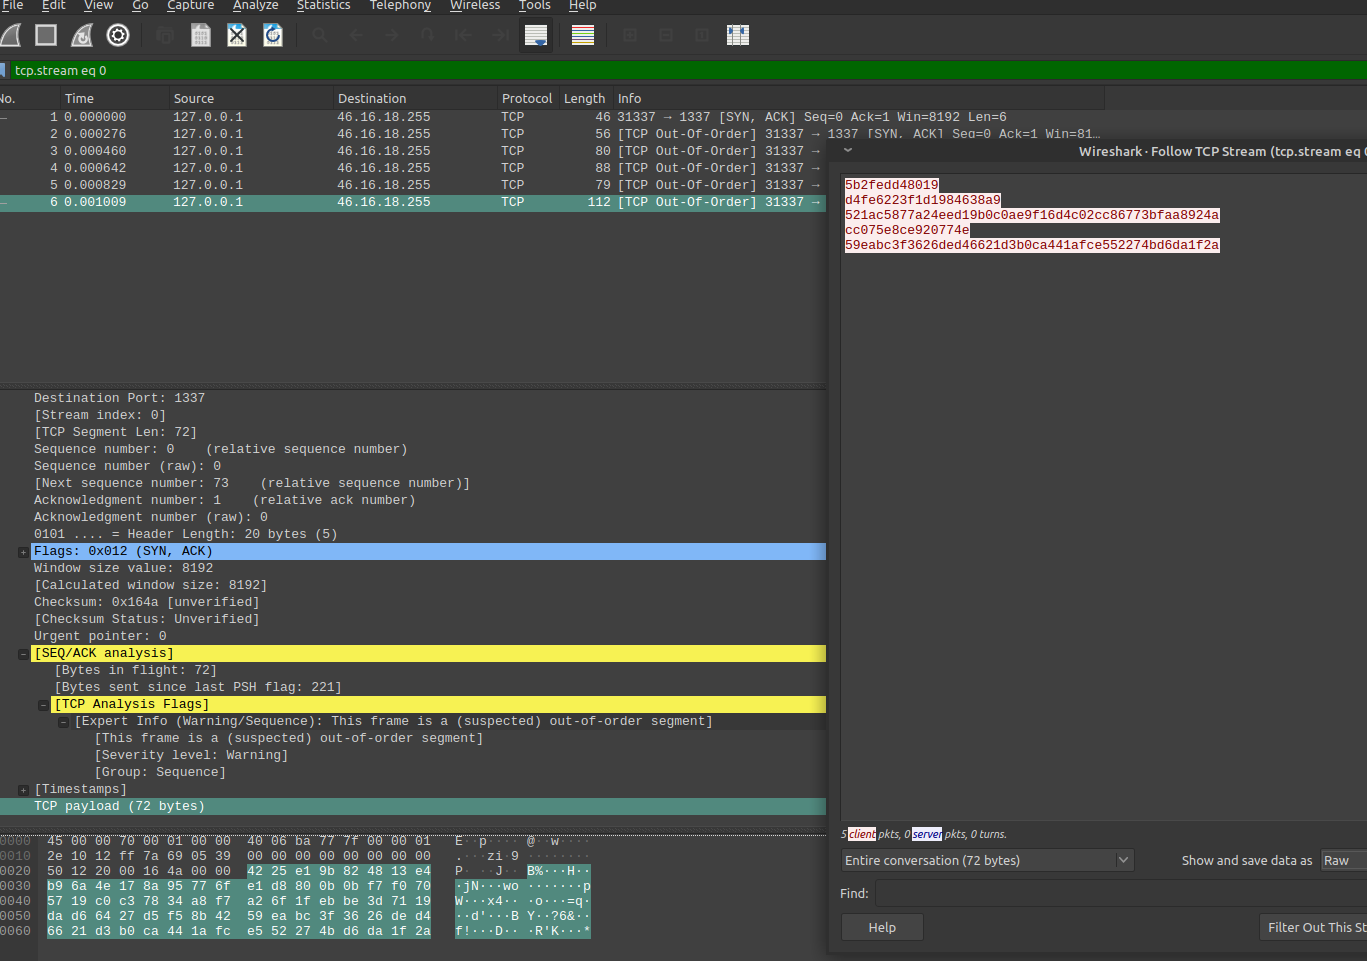 File Edit View Go Capture Analyze Statistics Telephony Wireless Tools Help
tcp.stream eq 0
No. Time Source Destination Protocol Length Info
1 0.000000 127.0.0.1 46.16.18.255 TCP 46 31337 → 1337 [SYN, ACK] Seq=0 Ack=1 Win=8192 Len=6
2 0.000276 127.0.0.1 46.16.18.255 TCP 56 [TCP Out-Of-Order] 31337 → 1337 [SYN, ACK] Seq=0 Ack=1 Win=81…
3 0.000460 127.0.0.1 46.16.18.255 TCP 80 [TCP Out-Of-Order] 31337 →
4 0.000642 127.0.0.1 46.16.18.255 TCP 88 [TCP Out-Of-Order] 31337 →
5 0.000829 127.0.0.1 46.16.18.255 TCP 79 [TCP Out-Of-Order] 31337 →
6 0.001009 127.0.0.1 46.16.18.255 TCP 112 [TCP Out-Of-Order] 31337 →
Destination Port: 1337
[Stream index: 0]
[TCP Segment Len: 72]
Sequence number: 0 (relative sequence number)
Sequence number (raw): 0
[Next sequence number: 73 (relative sequence number)]
Acknowledgment number: 1 (relative ack number)
Acknowledgment number (raw): 0
0101 .... = Header Length: 20 bytes (5)
Flags: 0x012 (SYN, ACK)
Window size value: 8192
[Calculated window size: 8192]
Checksum: 0x164a [unverified]
[Checksum Status: Unverified]
Urgent pointer: 0
[SEQ/ACK analysis]
[Bytes in flight: 72]
[Bytes sent since last PSH flag: 221]
[TCP Analysis Flags]
[Expert Info (Warning/Sequence): This frame is a (suspected) out-of-order segment]
[This frame is a (suspected) out-of-order segment]
[Severity level: Warning]
[Group: Sequence]
[Timestamps]
TCP payload (72 bytes)
0000 45 00 00 70 00 01 00 00 40 06 ba 77 7f 00 00 01 E··p···· @··w····
0010 2e 10 12 ff 7a 69 05 39 00 00 00 00 00 00 00 00 .···zi·9 ········
0020 50 12 20 00 16 4a 00 00 42 25 e1 9b 82 48 13 e4 P· ··J·· B%···H··
0030 b9 6a 4e 17 8a 95 77 6f e1 d8 80 0b 0b f7 f0 70 ·jN···wo ·······p
0040 57 19 c0 c3 78 34 a8 f7 a2 6f 1f eb be 3d 71 19 W···x4·· ·o···=q·
0050 da d6 64 27 d5 f5 8b 42 59 ea bc 3f 36 26 de d4 ··d'···B Y··?6&··
0060 66 21 d3 b0 ca 44 1a fc e5 52 27 4b d6 da 1f 2a f!···D·· ·R'K···*
Wireshark · Follow TCP Stream (tcp.stream eq 0
5b2fedd48019
d4fe6223f1d1984638a9
521ac5877a24eed19b0c0ae9f16d4c02cc86773bfaa8924a
cc075e8ce920774e
59eabc3f3626ded46621d3b0ca441afce552274bd6da1f2a
5 client pkts, 0 server pkts, 0 turns.
Entire conversation (72 bytes) Show and save data as Raw
Find:
Help Filter Out This St